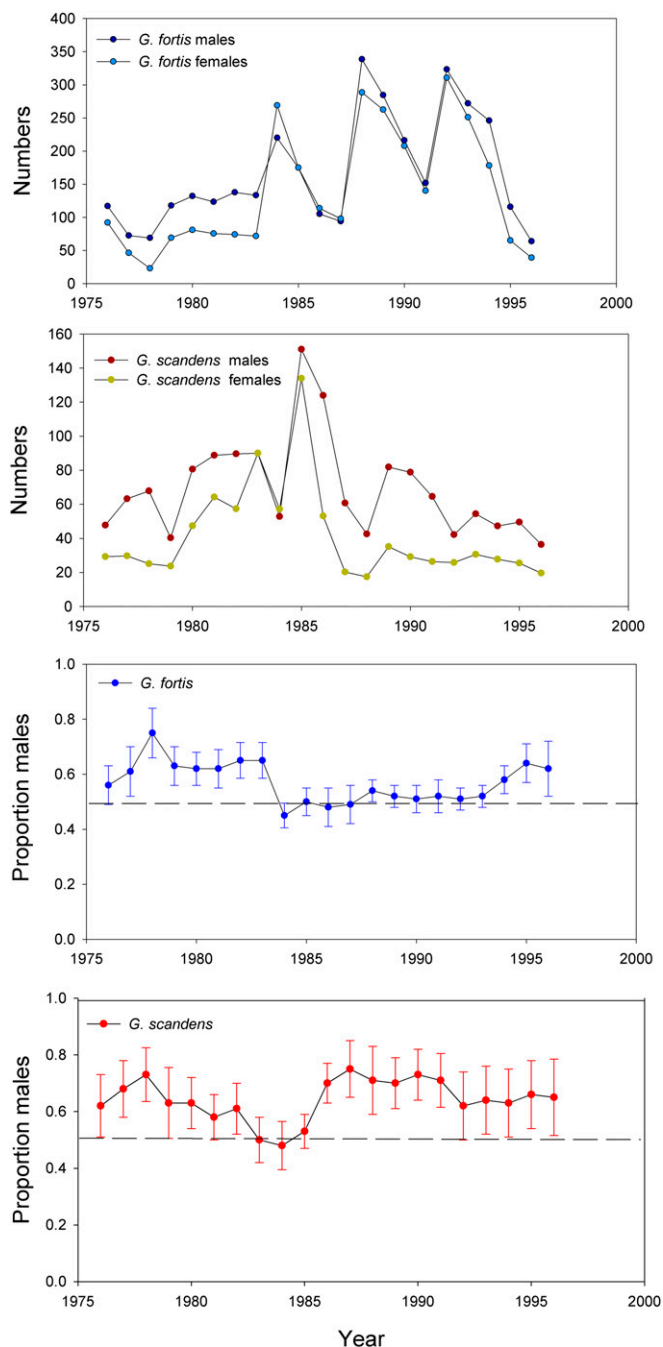 400
350
300
250
200
150
100
50
0
Numbers
G. fortis males
G. fortis females
1975 1980 1985 1990 1995 2000
160
140
120
100
80
60
40
20
0
Numbers
G. scandens males
G. scandens females
1975 1980 1985 1990 1995 2000
1.0
0.8
0.6
0.4
0.2
0.0
Proportion males
G. fortis
1975 1980 1985 1990 1995 2000
1.0
0.8
0.6
0.4
0.2
0.0
Proportion males
G. scandens
1975 1980 1985 1990 1995 2000
Year